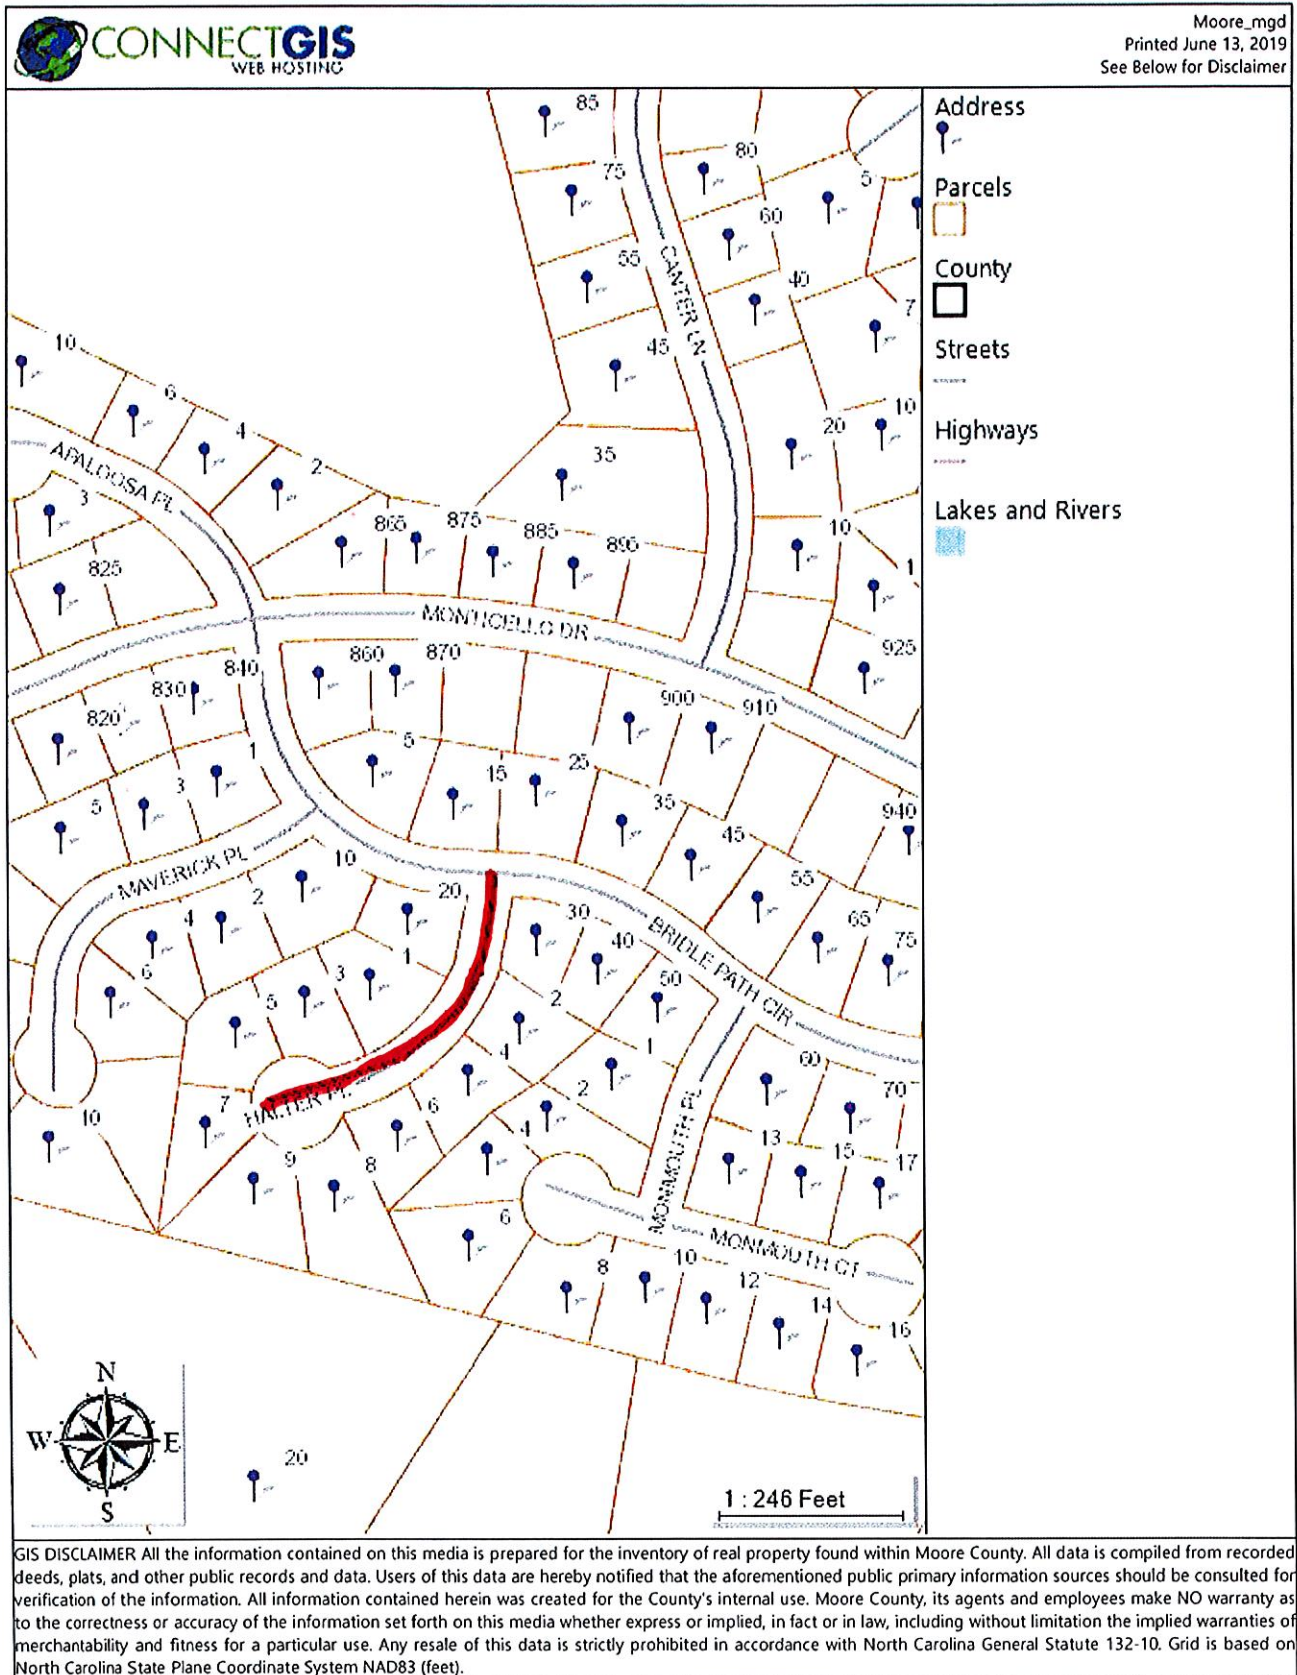 CONNECTGIS
WEB HOSTING
Moore_mgd
Printed June 13, 2019
See Below for Disclaimer
Address
Parcels
County
Streets
Highways
Lakes and Rivers
85
80
75
5
60
55
CANTER LN
40
7
45
10
6
4
2
10
20
35
APALOOSA PL
3
865
875
885
895
10
825
1
MONTICELLO DR
925
860
870
840
830
820
900
910
5
1
15
25
3
35
5
940
45
10
55
MAVERICK PL
20
2
30
65
4
40
75
BRIDLE PATH CIR
1
3
6
50
5
2
1
4
60
2
70
7
HALTER PL
6
10
MONMOUTH PL
4
13
15
17
9
8
6
MONMOUTH CT
8
10
12
14
16
N
W
E
S
20
1 : 246 Feet
GIS DISCLAIMER All the information contained on this media is prepared for the inventory of real property found within Moore County. All data is compiled from recorded
deeds, plats, and other public records and data. Users of this data are hereby notified that the aforementioned public primary information sources should be consulted for
verification of the information. All information contained herein was created for the County's internal use. Moore County, its agents and employees make NO warranty as
to the correctness or accuracy of the information set forth on this media whether express or implied, in fact or in law, including without limitation the implied warranties of
merchantability and fitness for a particular use. Any resale of this data is strictly prohibited in accordance with North Carolina General Statute 132-10. Grid is based on
North Carolina State Plane Coordinate System NAD83 (feet).